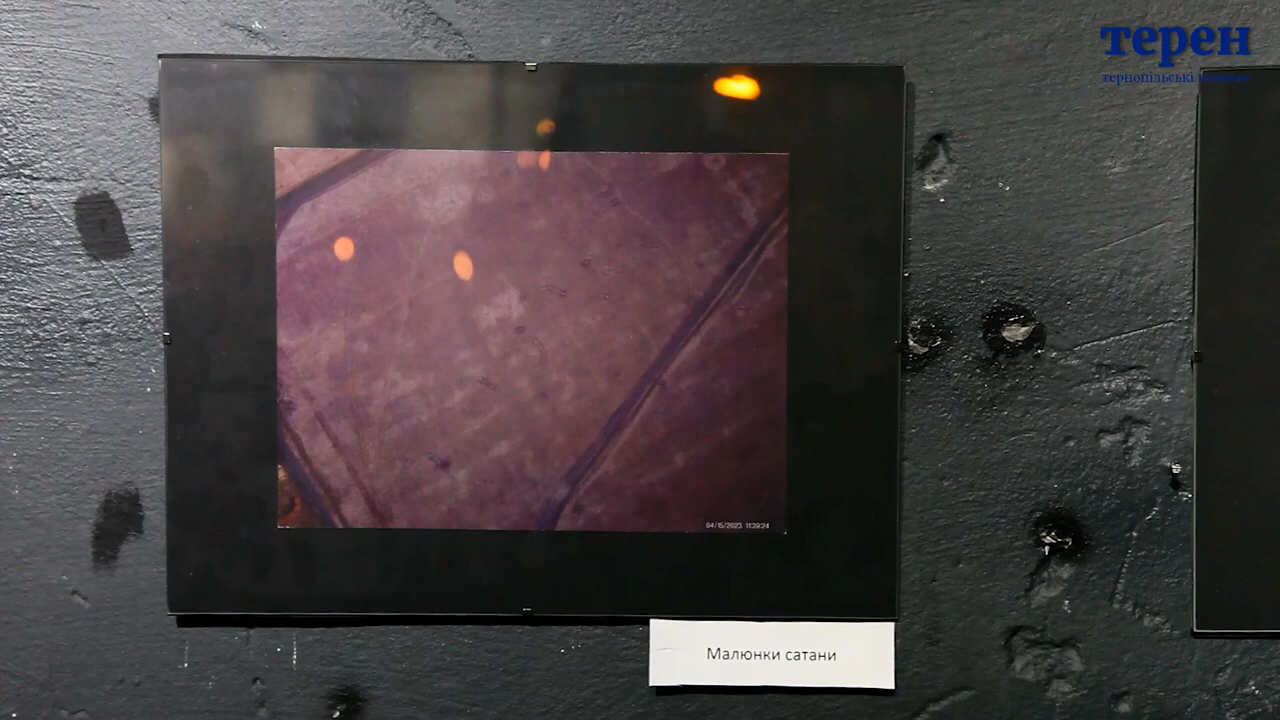 терен
тернопільські новини
04/15/2023 11:39:24
Малюнки сатани